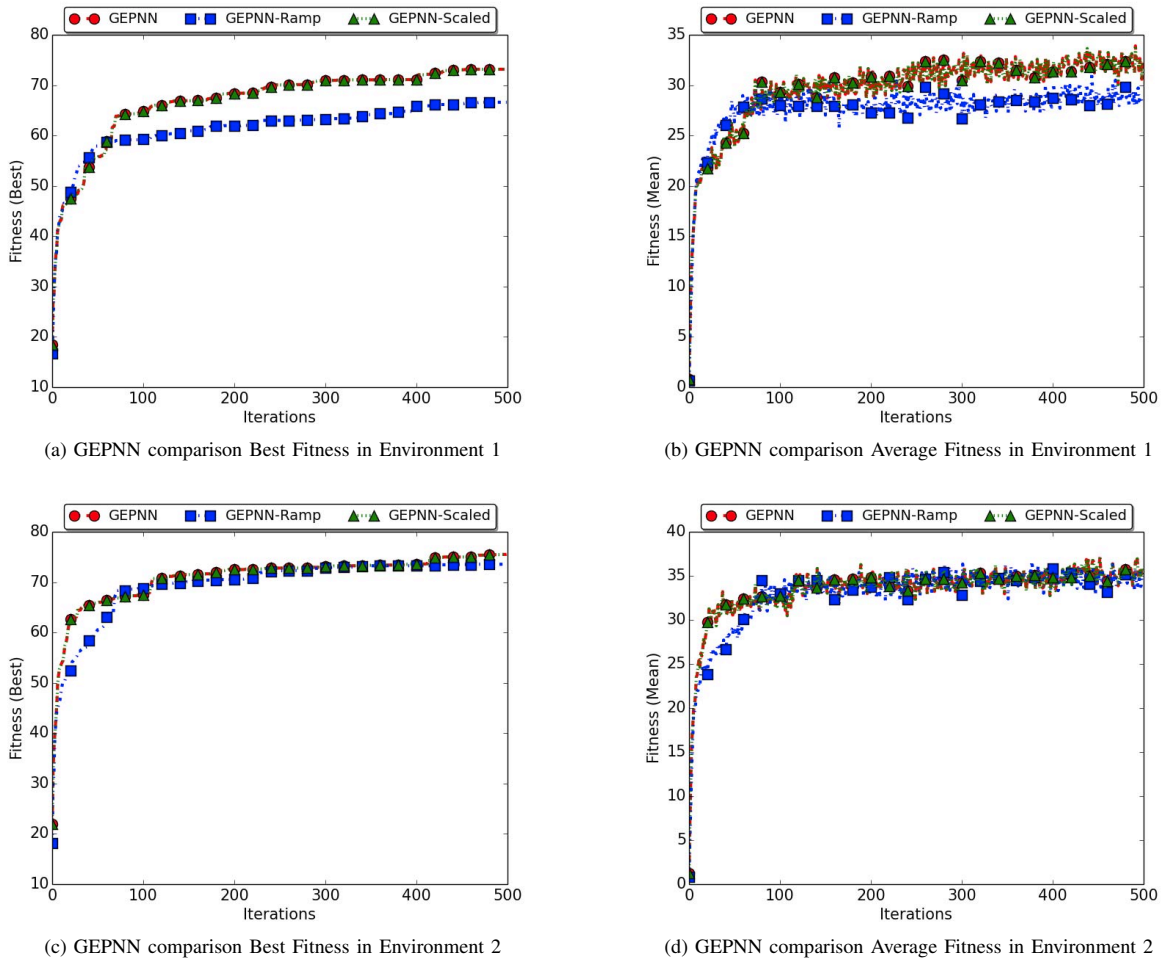 GEPNN GEPNN-Ramp GEPNN-Scaled
80
70
60
50
40
30
20
10
0 100 200 300 400 500
Fitness (Best)
Iterations
(a) GEPNN comparison Best Fitness in Environment 1
GEPNN GEPNN-Ramp GEPNN-Scaled
35
30
25
20
15
10
5
0
0 100 200 300 400 500
Fitness (Mean)
Iterations
(b) GEPNN comparison Average Fitness in Environment 1
GEPNN GEPNN-Ramp GEPNN-Scaled
80
70
60
50
40
30
20
10
0 100 200 300 400 500
Fitness (Best)
Iterations
(c) GEPNN comparison Best Fitness in Environment 2
GEPNN GEPNN-Ramp GEPNN-Scaled
40
35
30
25
20
15
10
5
0
0 100 200 300 400 500
Fitness (Mean)
Iterations
(d) GEPNN comparison Average Fitness in Environment 2